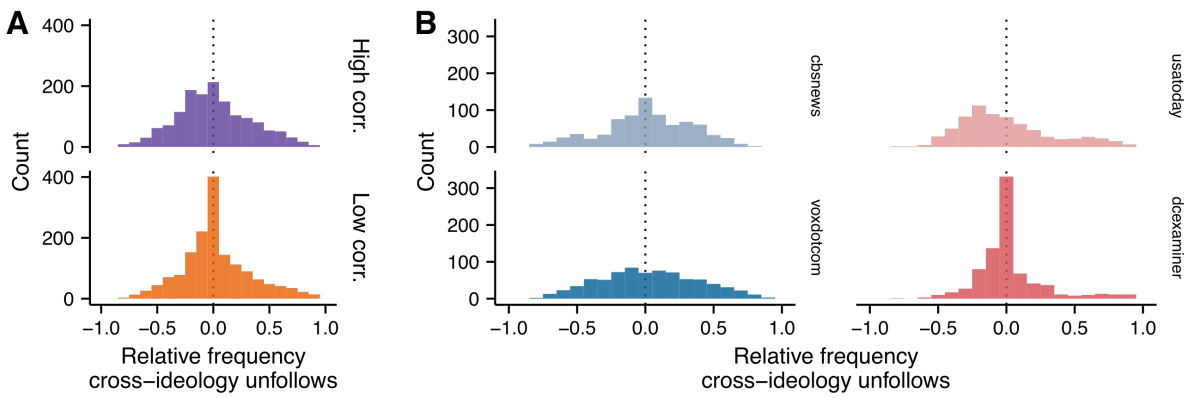 A
400
200
0
High corr.
400
200
0
Low corr.
Count
−1.0 −0.5 0.0 0.5 1.0
Relative frequency
cross−ideology unfollows
B
300
200
100
0
cbsnews
usatoday
300
200
100
0
voxdotcom
dcexaminer
Count
−1.0 −0.5 0.0 0.5 1.0
−1.0 −0.5 0.0 0.5 1.0
Relative frequency
cross−ideology unfollows